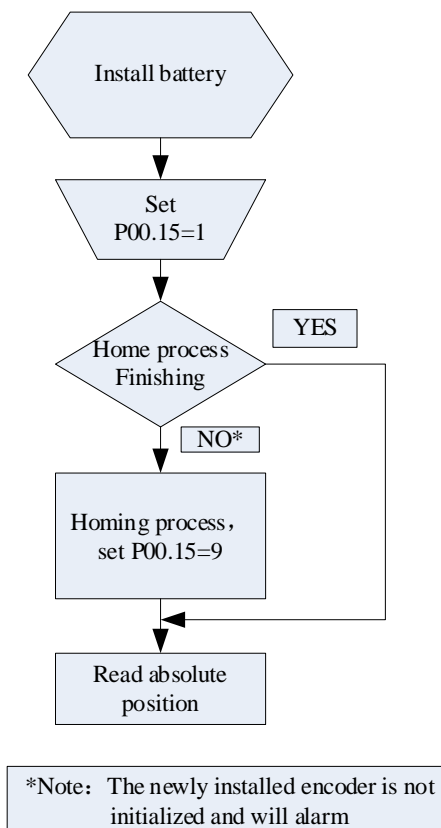 Install battery
Set
P00.15=1
Home process
Finishing
YES
NO*
Homing process，
set P00.15=9
Read absolute
position
*Note：The newly installed encoder is not
initialized and will alarm